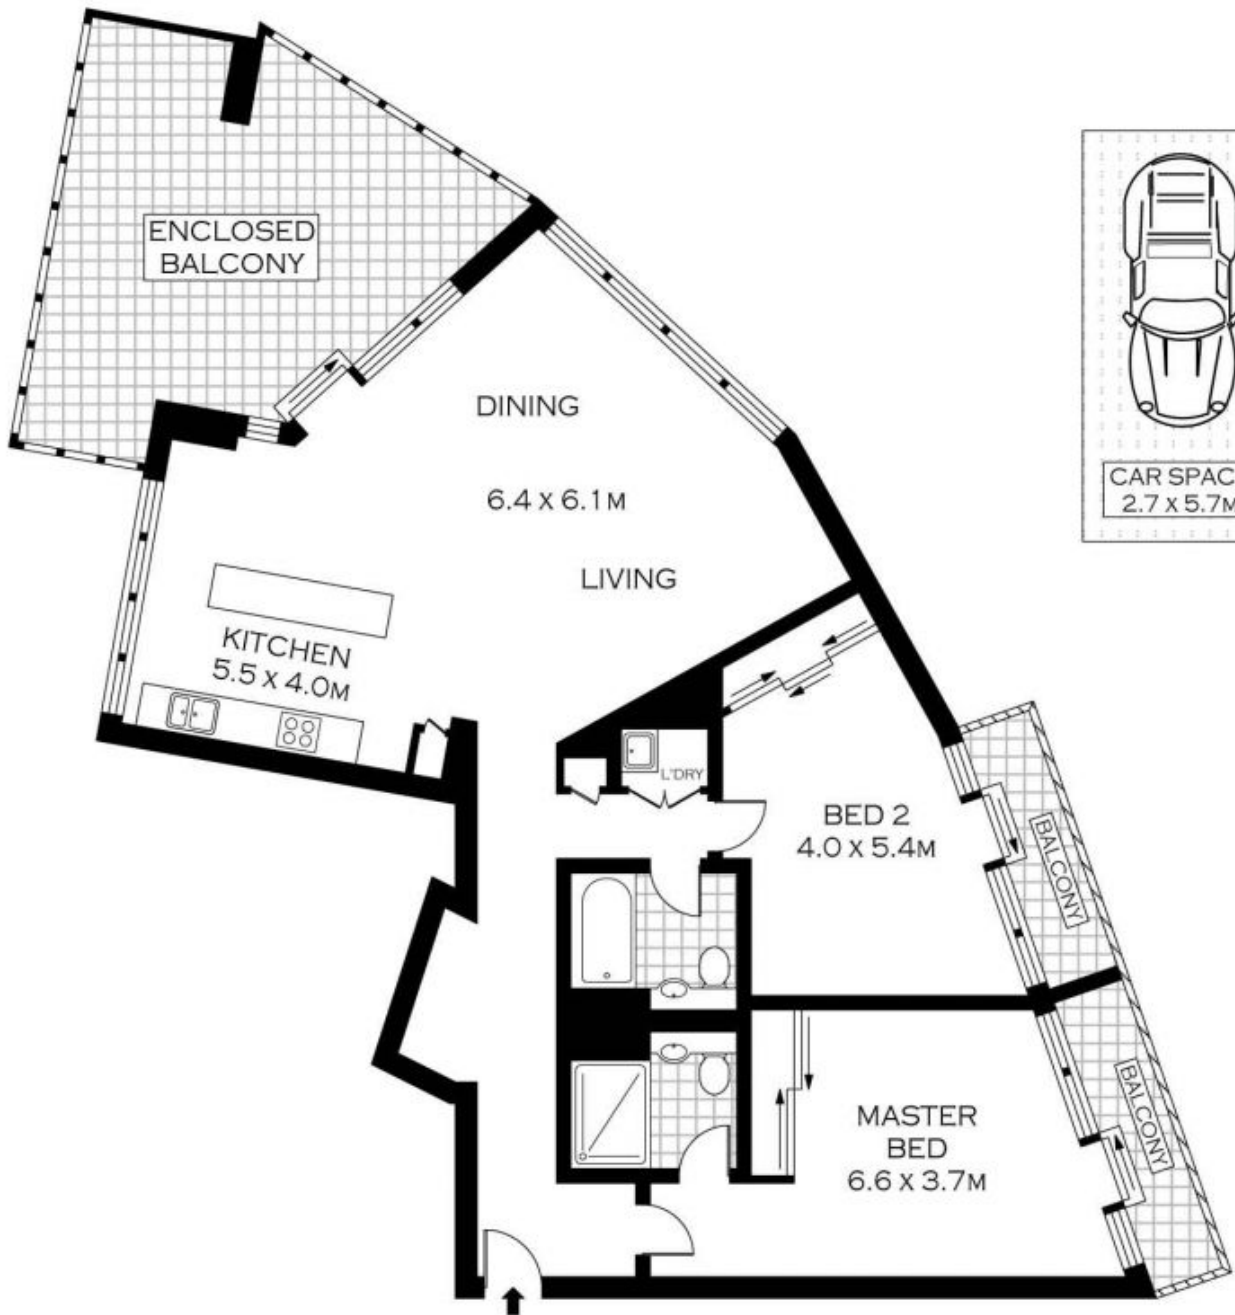 ENCLOSED
BALCONY
DINING
6.4 X 6.1M
LIVING
KITCHEN
5.5 X 4.0M
CAR SPAC
2.7 X 5.7M
L'DRY
BED 2
4.0 X 5.4M
BALCONY
MASTER
BED
6.6 X 3.7M
BALCONY